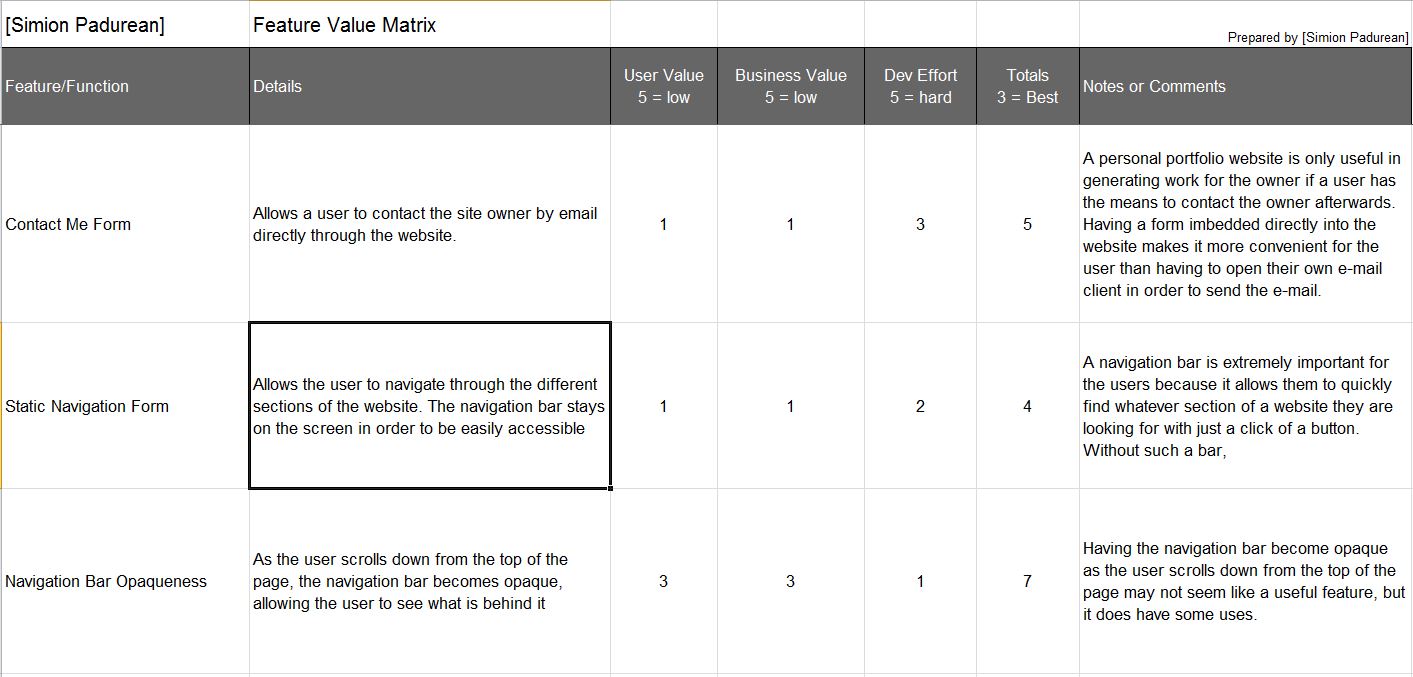 [Simion Padurean]
Feature Value Matrix
Prepared by [Simion Padurean]
Feature/Function
Details
User Value
5 = low
Business Value
5 = low
Dev Effort
5 = hard
Totals
3 = Best
Notes or Comments
Contact Me Form
Allows a user to contact the site owner by email
directly through the website.
1
1
3
5
A personal portfolio website is only useful in
generating work for the owner if a user has
the means to contact the owner afterwards.
Having a form imbedded directly into the
website makes it more convenient for the
user than having to open their own e-mail
client in order to send the e-mail.
Static Navigation Form
Allows the user to navigate through the different
sections of the website. The navigation bar stays
on the screen in order to be easily accessible
1
1
2
4
A navigation bar is extremely important for
the users because it allows them to quickly
find whatever section of a website they are
looking for with just a click of a button.
Without such a bar,
Navigation Bar Opaqueness
As the user scrolls down from the top of the
page, the navigation bar becomes opaque,
allowing the user to see what is behind it
3
3
1
7
Having the navigation bar become opaque
as the user scrolls down from the top of the
page may not seem like a useful feature, but
it does have some uses.